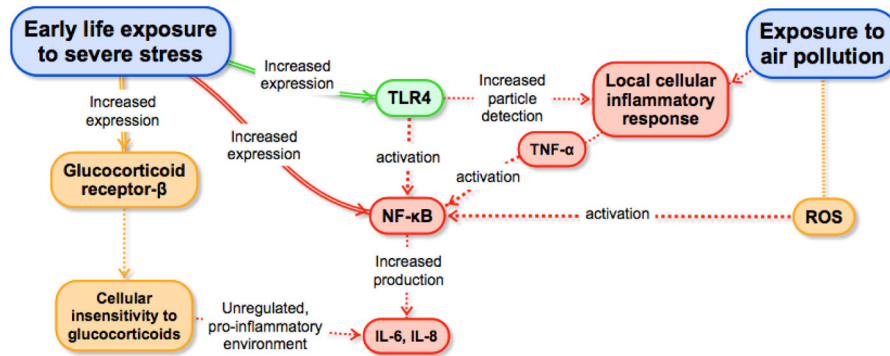 Early life exposure
to severe stress
Exposure to
air pollution
Increased
expression
Increased
expression
Increased
expression
TLR4
Increased
particle
detection
Local cellular
inflammatory
response
TNF-α
activation
activation
Glucocorticoid
receptor-β
NF-κB
activation
ROS
Increased
production
Cellular
insensitivity to
glucocorticoids
Unregulated,
pro-inflammatory
environment
IL-6, IL-8